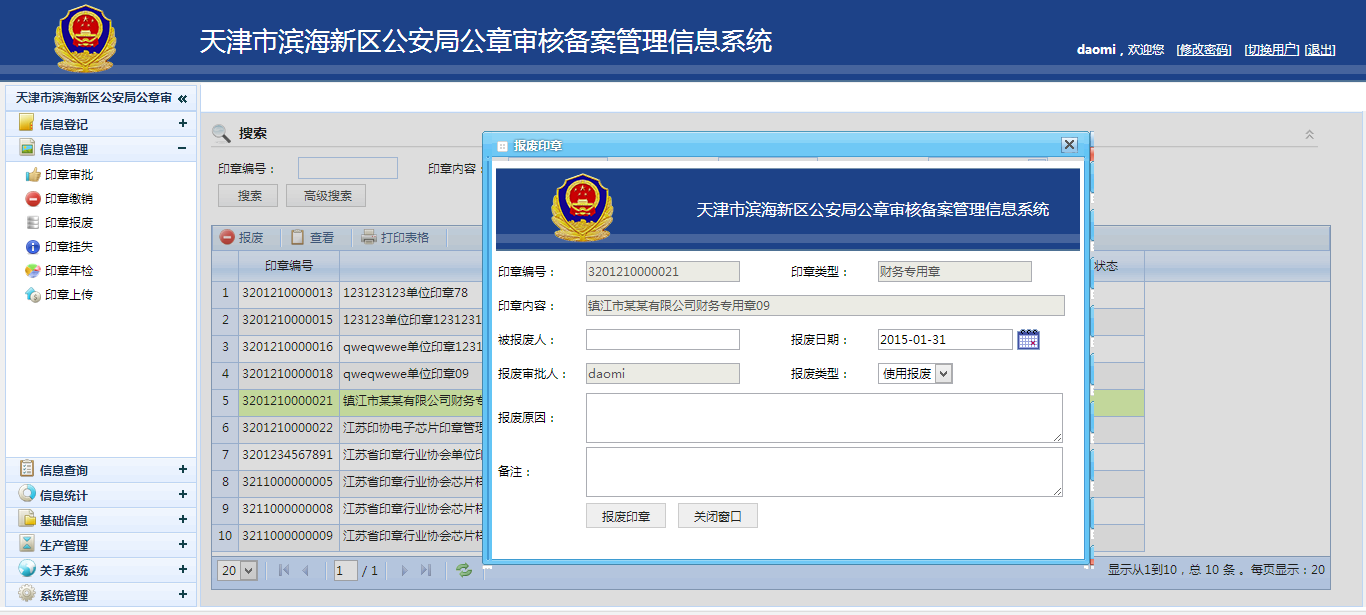 天津市滨海新区公安局公章审核备案管理信息系统
daomi，欢迎您 [修改密码] [切换用户] [退出]
天津市滨海新区公安局公章审
信息登记
信息管理
印章审批
印章缴销
印章报废
印章挂失
印章年检
印章上传
信息查询
信息统计
基础信息
生产管理
关于系统
系统管理
搜索
印章编号： 印章内容：
搜索 高级搜索
报废 查看 打印表格
印章编号 状态
1 3201210000013 123123123单位印章78
2 3201210000015 123123单位印章1231231
3 3201210000016 qweqwewe单位印章1231
4 3201210000018 qweqwewe单位印章09
5 3201210000021 镇江市某某有限公司财务专
6 3201210000022 江苏印协电子芯片印章管理
7 3201234567891 江苏省印章行业协会单位印
8 3211000000005 江苏省印章行业协会芯片样
9 3211000000008 江苏省印章行业协会芯片样
10 3211000000009 江苏省印章行业协会芯片样
20 1 / 1 显示从1到10，总 10 条 。每页显示：20
报废印章
天津市滨海新区公安局公章审核备案管理信息系统
印章编号： 3201210000021 印章类型： 财务专用章
印章内容： 镇江市某某有限公司财务专用章09
被报废人： 报废日期： 2015-01-31
报废审批人： daomi 报废类型： 使用报废
报废原因：
备注：
报废印章 关闭窗口